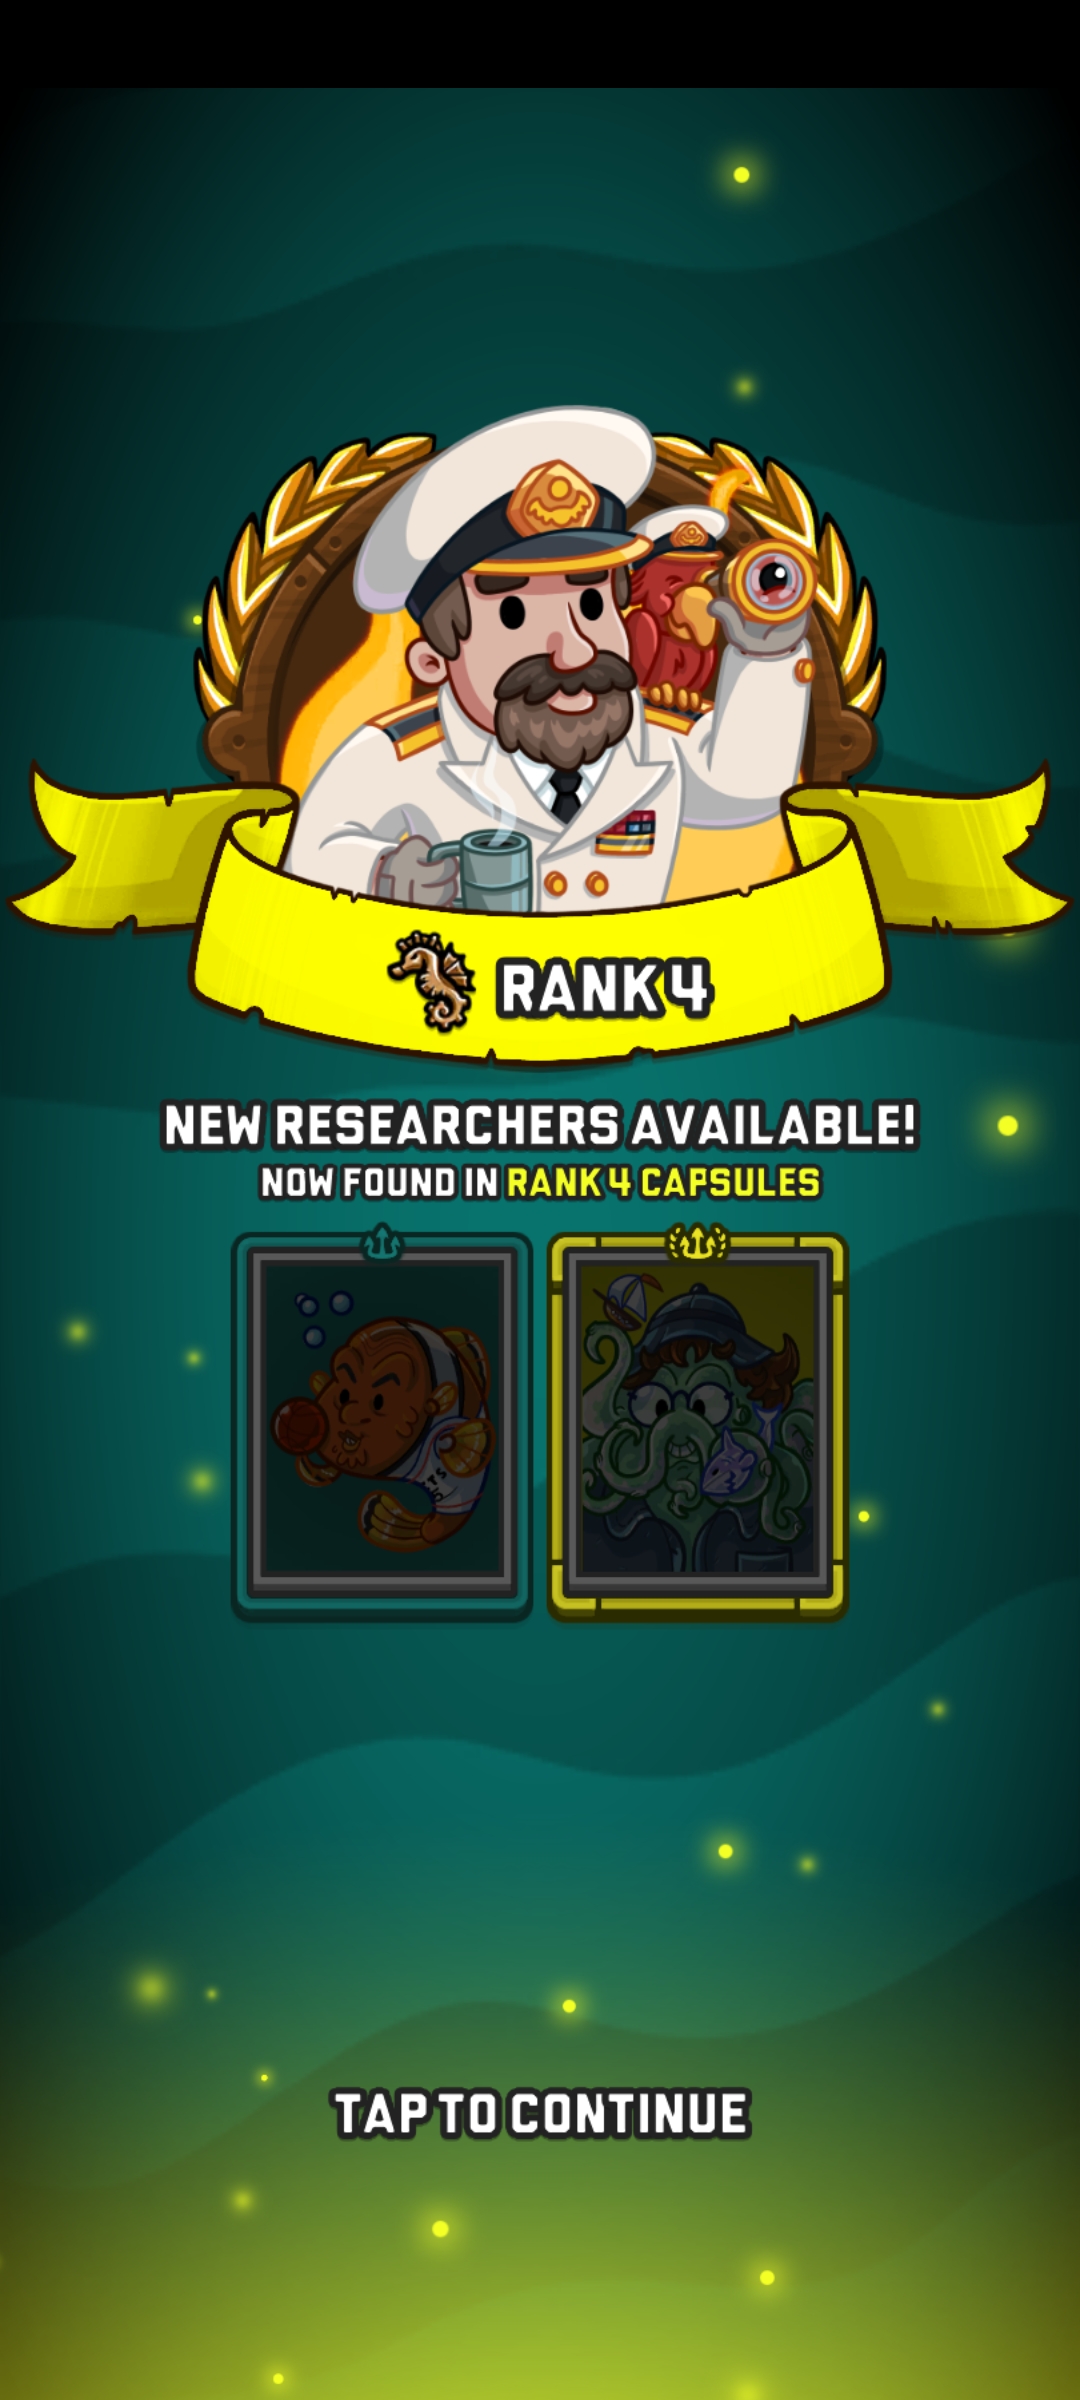 RANK 4
NEW RESEARCHERS AVAILABLE!
NOW FOUND IN RANK 4 CAPSULES
TAP TO CONTINUE